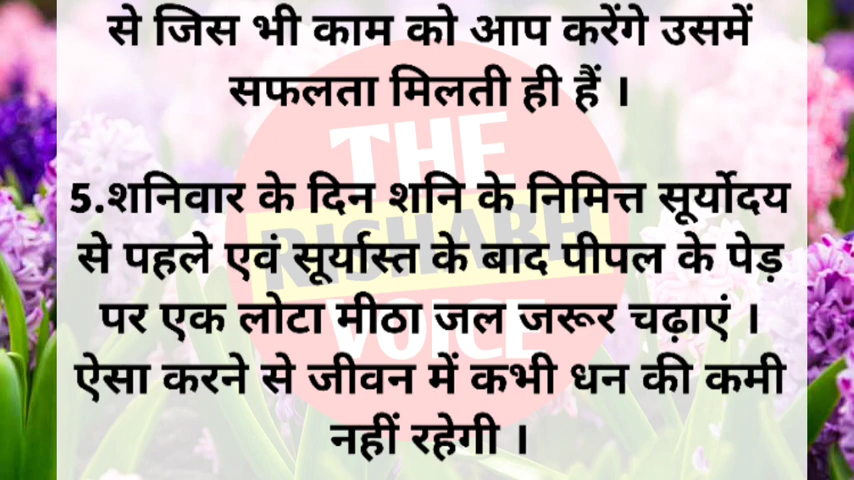 से जिस भी काम को आप करेंगे उसमें
सफलता मिलती ही हैं ।
5.शनिवार के दिन शनि के निमित्त सूर्योदय
से पहले एवं सूर्यास्त के बाद पीपल के पेड़
पर एक लोटा मीठा जल जरूर चढ़ाएं ।
ऐसा करने से जीवन में कभी धन की कमी
नहीं रहेगी ।
THE
RISHABH
VOICE